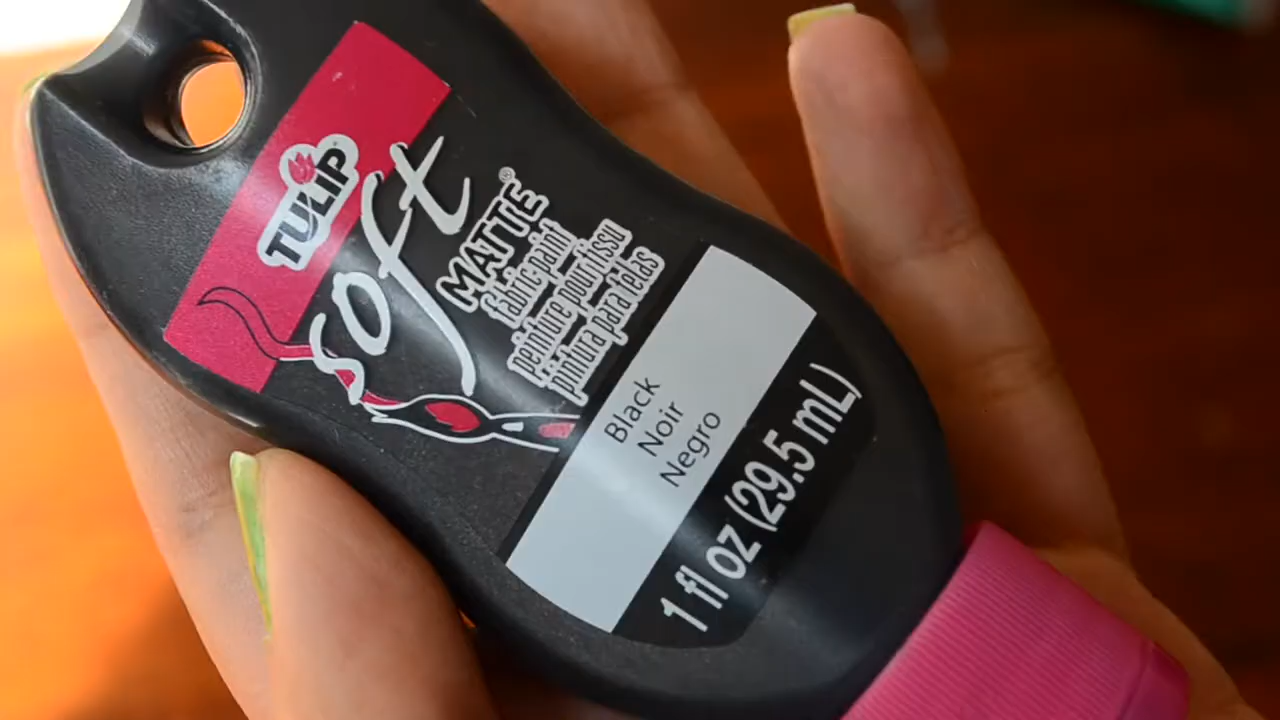 TULIP
soft
MATTE®
fabric paint
peinture pour tissu
pintura para telas
Black
Noir
Negro
1 fl oz (29.5 mL)